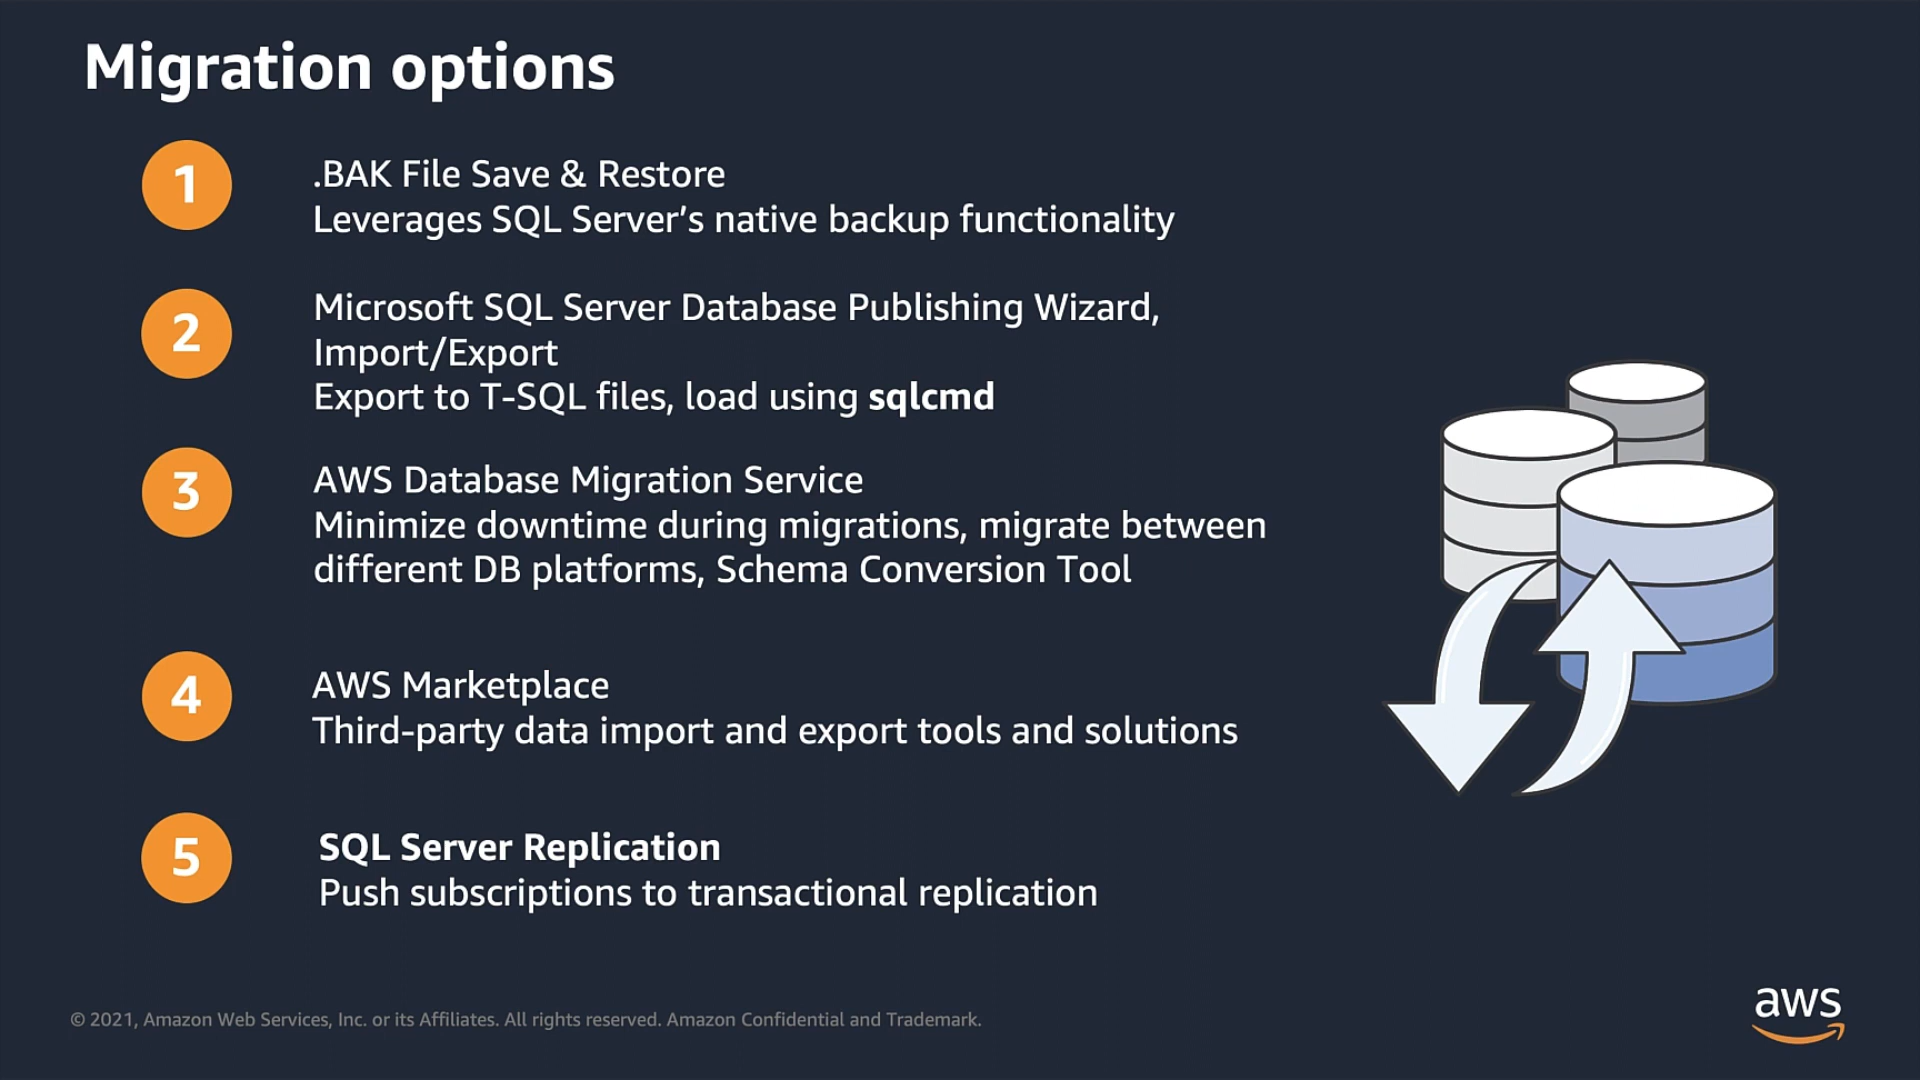 Migration options
1
.BAK File Save & Restore
Leverages SQL Server’s native backup functionality
2
Microsoft SQL Server Database Publishing Wizard,
Import/Export
Export to T-SQL files, load using sqlcmd
3
AWS Database Migration Service
Minimize downtime during migrations, migrate between
different DB platforms, Schema Conversion Tool
4
AWS Marketplace
Third-party data import and export tools and solutions
5
SQL Server Replication
Push subscriptions to transactional replication
© 2021, Amazon Web Services, Inc. or its Affiliates. All rights reserved. Amazon Confidential and Trademark.
aws